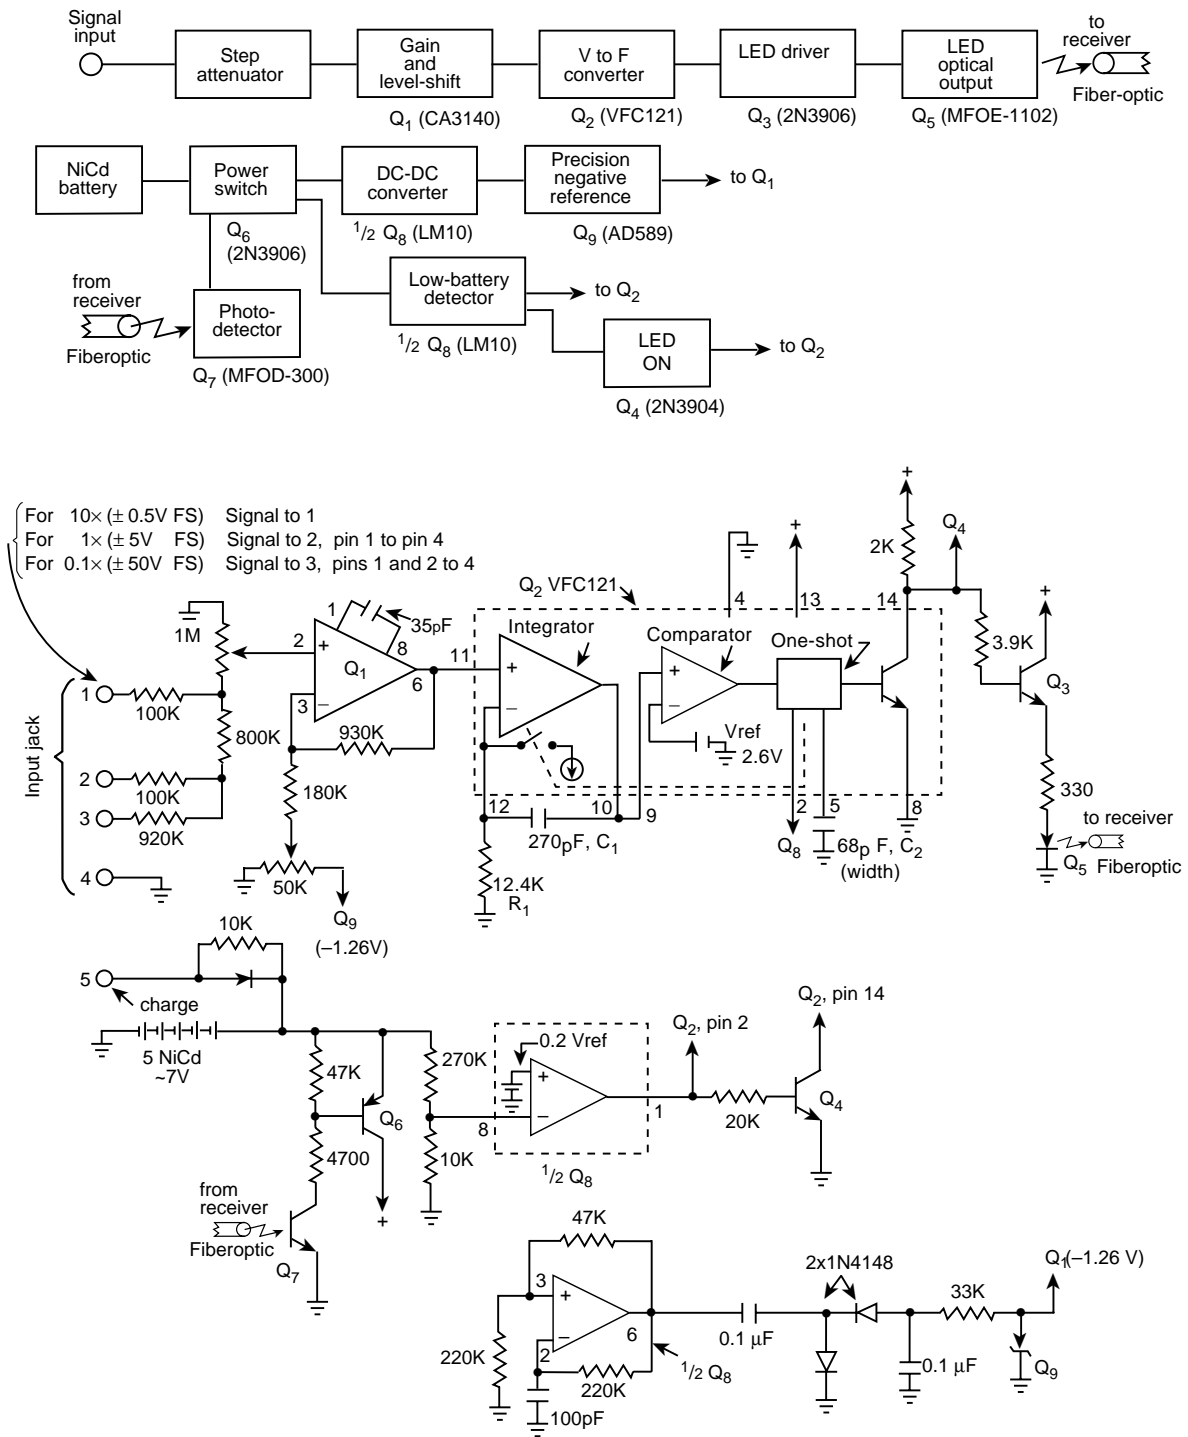 Signal
input
Step
attenuator
Gain
and
level-shift
Q1 (CA3140)
V to F
converter
Q2 (VFC121)
LED driver
Q3 (2N3906)
LED
optical
output
Q5 (MFOE-1102)
to
receiver
Fiber-optic
NiCd
battery
Power
switch
Q6
(2N3906)
DC-DC
converter
1/2 Q8 (LM10)
Precision
negative
reference
Q9 (AD589)
to Q1
from
receiver
Fiberoptic
Photo-
detector
Q7 (MFOD-300)
Low-battery
detector
1/2 Q8 (LM10)
to Q2
LED
ON
Q4 (2N3904)
to Q2
For 10× (± 0.5V FS) Signal to 1
For 1× (± 5V FS) Signal to 2, pin 1 to pin 4
For 0.1× (± 50V FS) Signal to 3, pins 1 and 2 to 4
1M
Input jack
1
100K
800K
2
100K
3
920K
4
2
+
1
35pF
8
Q1
6
3
–
930K
180K
50K
Q9
(–1.26V)
Q2 VFC121
11
Integrator
+
–
12
10
9
270pF, C1
12.4K
R1
Comparator
+
–
Vref
2.6V
4
+
13
One-shot
14
2
5
8
Q8
68p F, C2
(width)
+
2K
Q4
3.9K
+
Q3
330
to receiver
Q5
Fiberoptic
10K
5
charge
5 NiCd
~7V
47K
4700
Q6
+
from
receiver
Fiberoptic
Q7
270K
10K
8
0.2 Vref
+
–
1
1/2 Q8
Q2, pin 2
20K
Q2, pin 14
Q4
47K
3
+
–
2
6
220K
220K
100pF
1/2 Q8
0.1 µF
2x1N4148
0.1 µF
33K
Q1(–1.26 V)
Q9